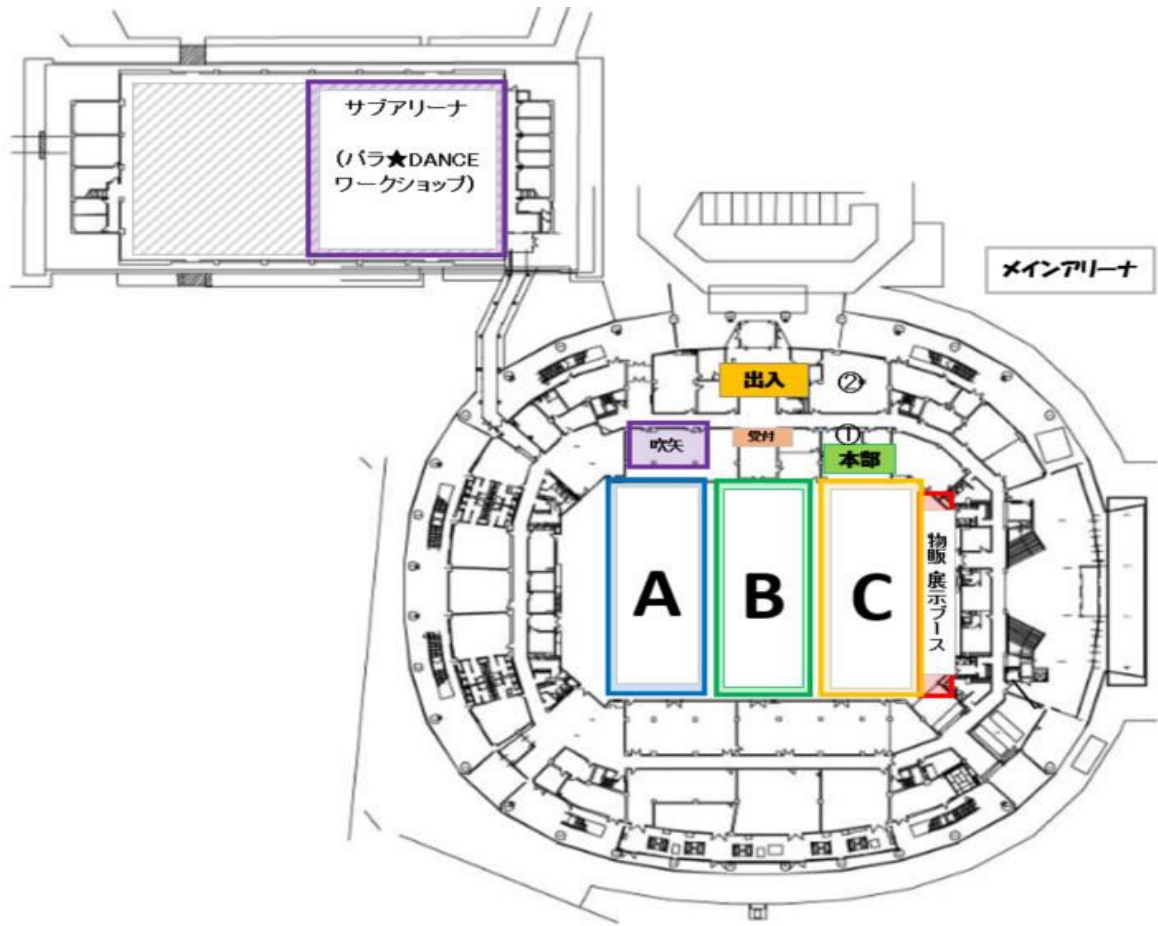 サブアリーナ
(パラ★DANCE
ワークショップ)
メインアリーナ
出入
②
吹矢
受付
①
本部
A
B
C
物販・展示ブース